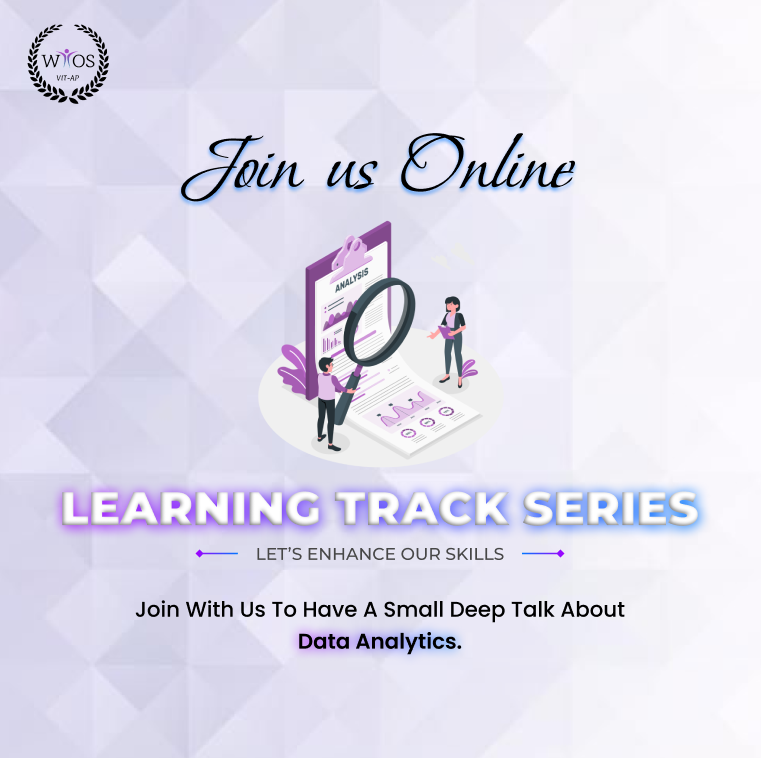 WIOS
VIT-AP
Join us Online
ANALYSIS
LEARNING TRACK SERIES
LET'S ENHANCE OUR SKILLS
Join With Us To Have A Small Deep Talk About
Data Analytics.